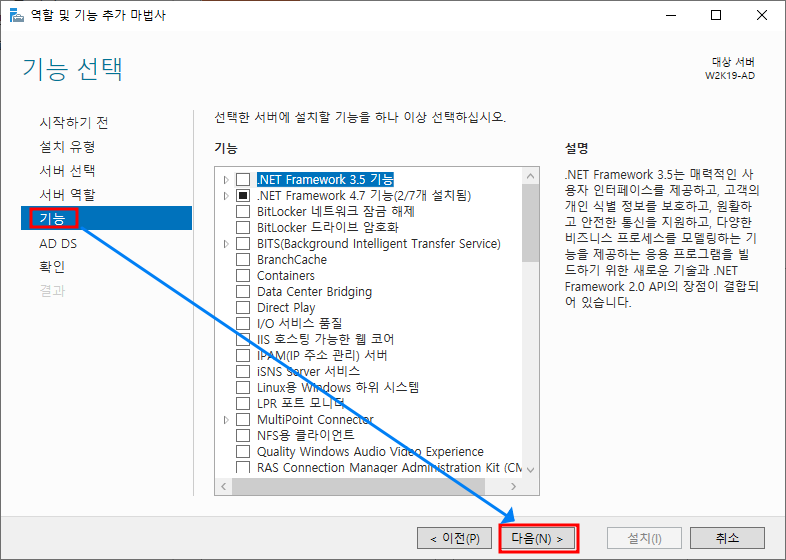 역할 및 기능 추가 마법사
기능 선택
대상 서버
W2K19-AD
시작하기 전
설치 유형
서버 선택
서버 역할
기능
AD DS
확인
결과
선택한 서버에 설치할 기능을 하나 이상 선택하십시오.
기능
.NET Framework 3.5 기능
.NET Framework 4.7 기능(2/7개 설치됨)
BitLocker 네트워크 잠금 해제
BitLocker 드라이브 암호화
BITS(Background Intelligent Transfer Service)
BranchCache
Containers
Data Center Bridging
Direct Play
I/O 서비스 품질
IIS 호스팅 가능한 웹 코어
IPAM(IP 주소 관리) 서버
iSNS Server 서비스
Linux용 Windows 하위 시스템
LPR 포트 모니터
MultiPoint Connector
NFS용 클라이언트
Quality Windows Audio Video Experience
RAS Connection Manager Administration Kit (CM
설명
.NET Framework 3.5는 매력적인 사
용자 인터페이스를 제공하고, 고객의
개인 식별 정보를 보호하고, 원활하
고 안전한 통신을 지원하고, 다양한
비즈니스 프로세스를 모델링하는 기
능을 제공하는 응용 프로그램을 빌
드하기 위한 새로운 기술과 .NET
Framework 2.0 API의 장점이 결합되
어 있습니다.
< 이전(P)
다음(N) >
설치(I)
취소